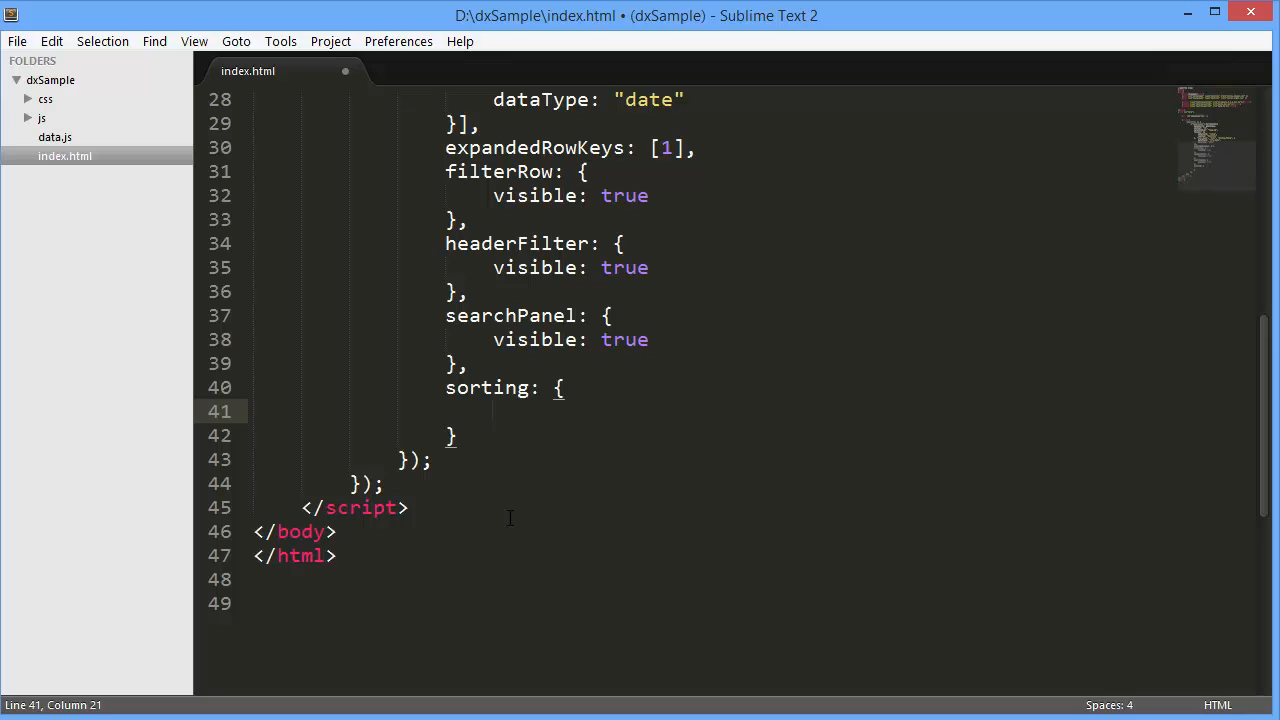 D:\dxSample\index.html • (dxSample) - Sublime Text 2
File Edit Selection Find View Goto Tools Project Preferences Help
FOLDERS
dxSample
css
js
data.js
index.html
index.html
28 dataType: "date"
29 }],
30 expandedRowKeys: [1],
31 filterRow: {
32 visible: true
33 },
34 headerFilter: {
35 visible: true
36 },
37 searchPanel: {
38 visible: true
39 },
40 sorting: {
41
42 }
43 });
44 });
45 </script>
46 </body>
47 </html>
48
49
Line 41, Column 21
Spaces: 4
HTML